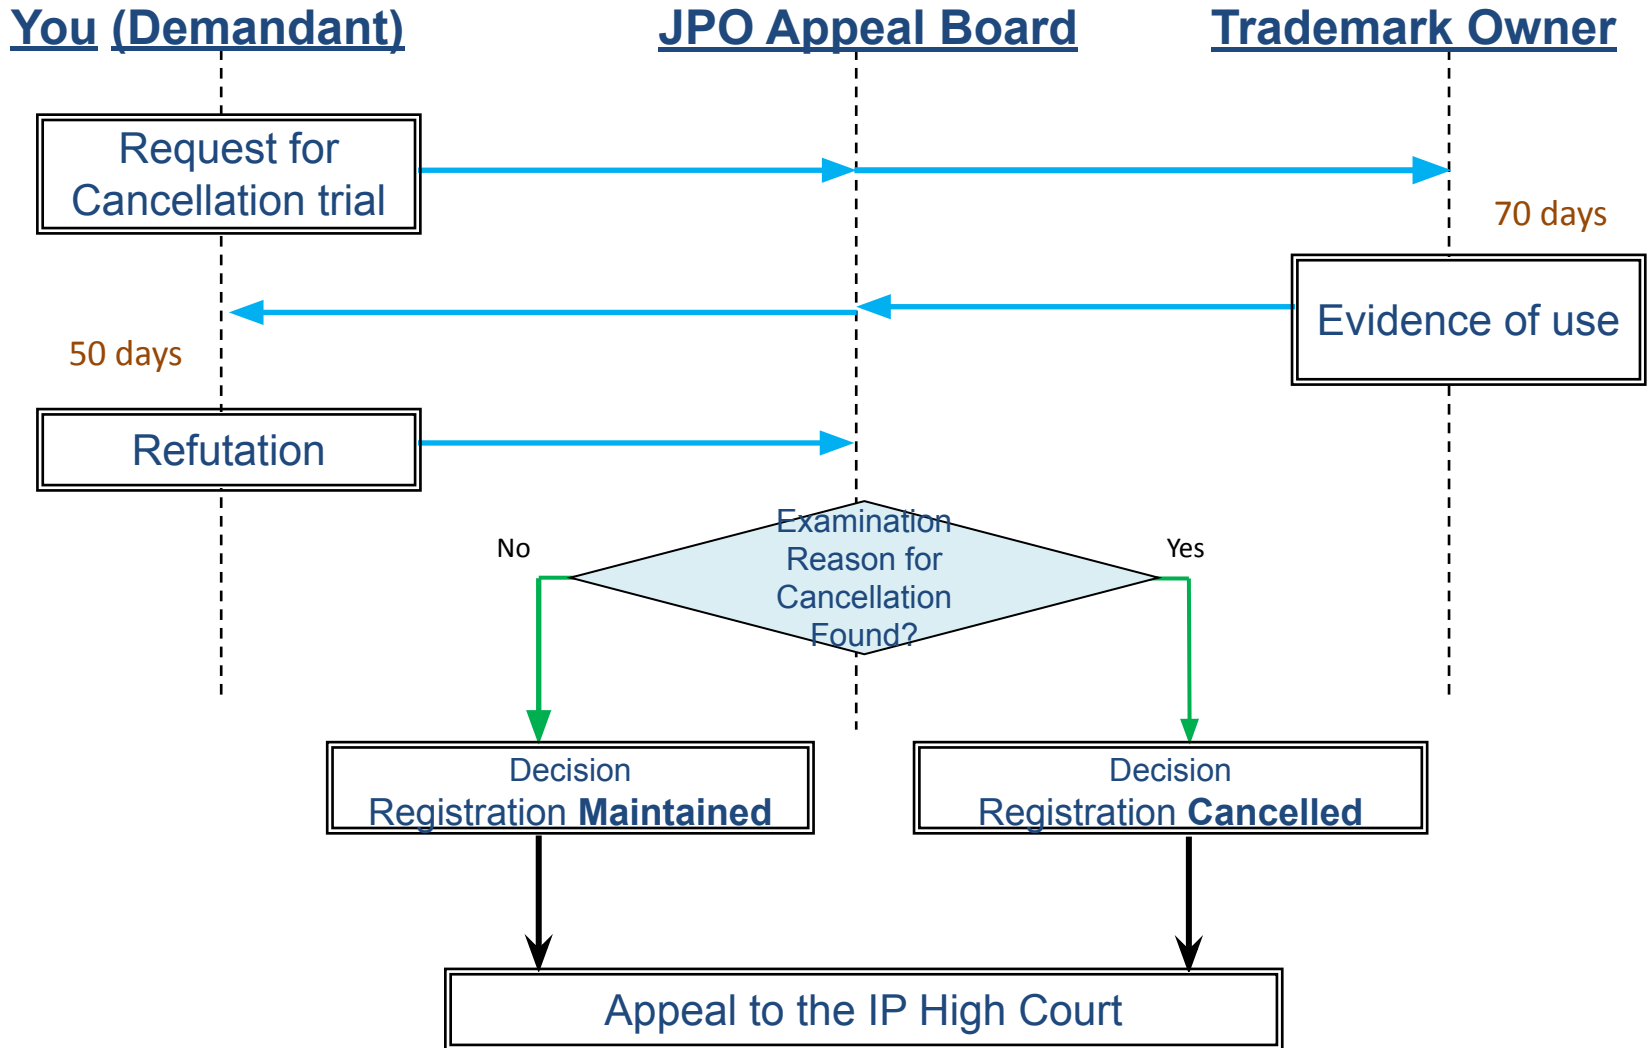 You (Demandant)
JPO Appeal Board
Trademark Owner
Request for
Cancellation trial
70 days
Evidence of use
50 days
Refutation
Examination
Reason for
Cancellation
Found?
No
Yes
Decision
Registration Maintained
Decision
Registration Cancelled
Appeal to the IP High Court